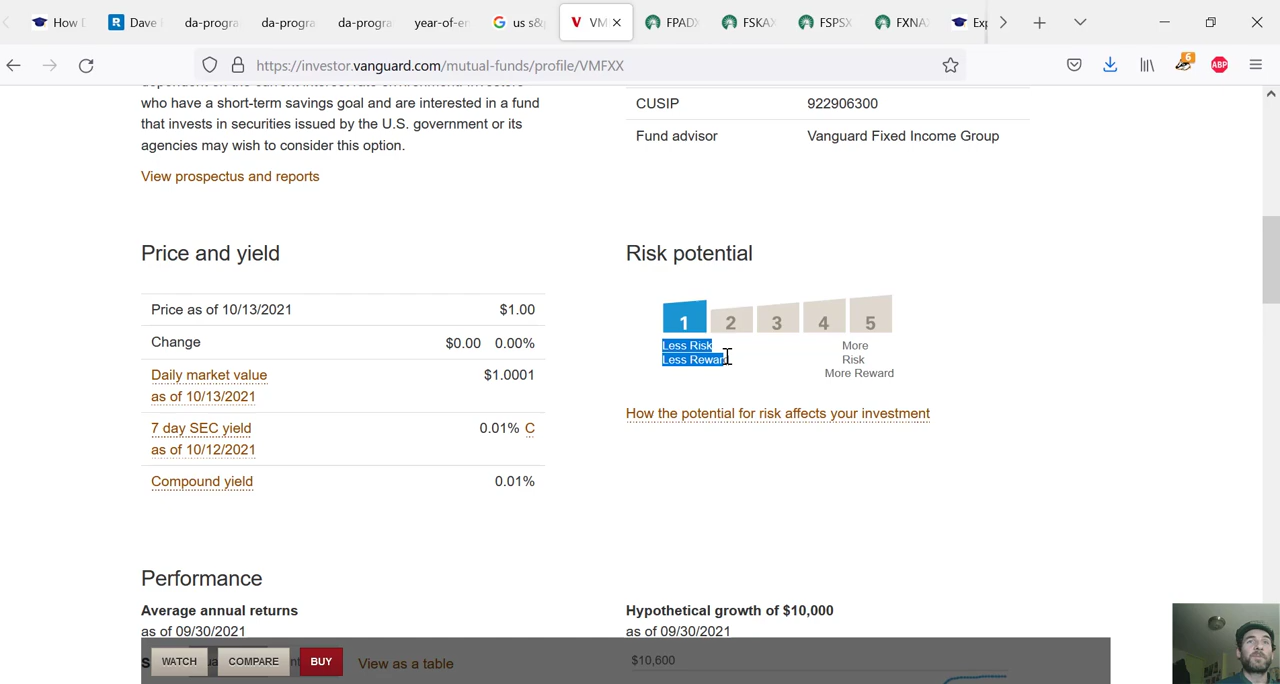 How D
Dave
da-progra
da-progra
da-progra
year-of-en
us s&p
VM
FPADX
FSKAX
FSPSX
FXNAX
Exp
https://investor.vanguard.com/mutual-funds/profile/VMFXX
6
ABP
who have a short-term savings goal and are interested in a fund
that invests in securities issued by the U.S. government or its
agencies may wish to consider this option.
View prospectus and reports
CUSIP 922906300
Fund advisor Vanguard Fixed Income Group
Price and yield
Price as of 10/13/2021 $1.00
Change $0.00 0.00%
Daily market value
as of 10/13/2021 $1.0001
7 day SEC yield
as of 10/12/2021 0.01% C
Compound yield 0.01%
Risk potential
1 2 3 4 5
Less Risk
Less Reward
More
Risk
More Reward
How the potential for risk affects your investment
Performance
Average annual returns
as of 09/30/2021
Hypothetical growth of $10,000
as of 09/30/2021
$10,600
WATCH COMPARE BUY View as a table